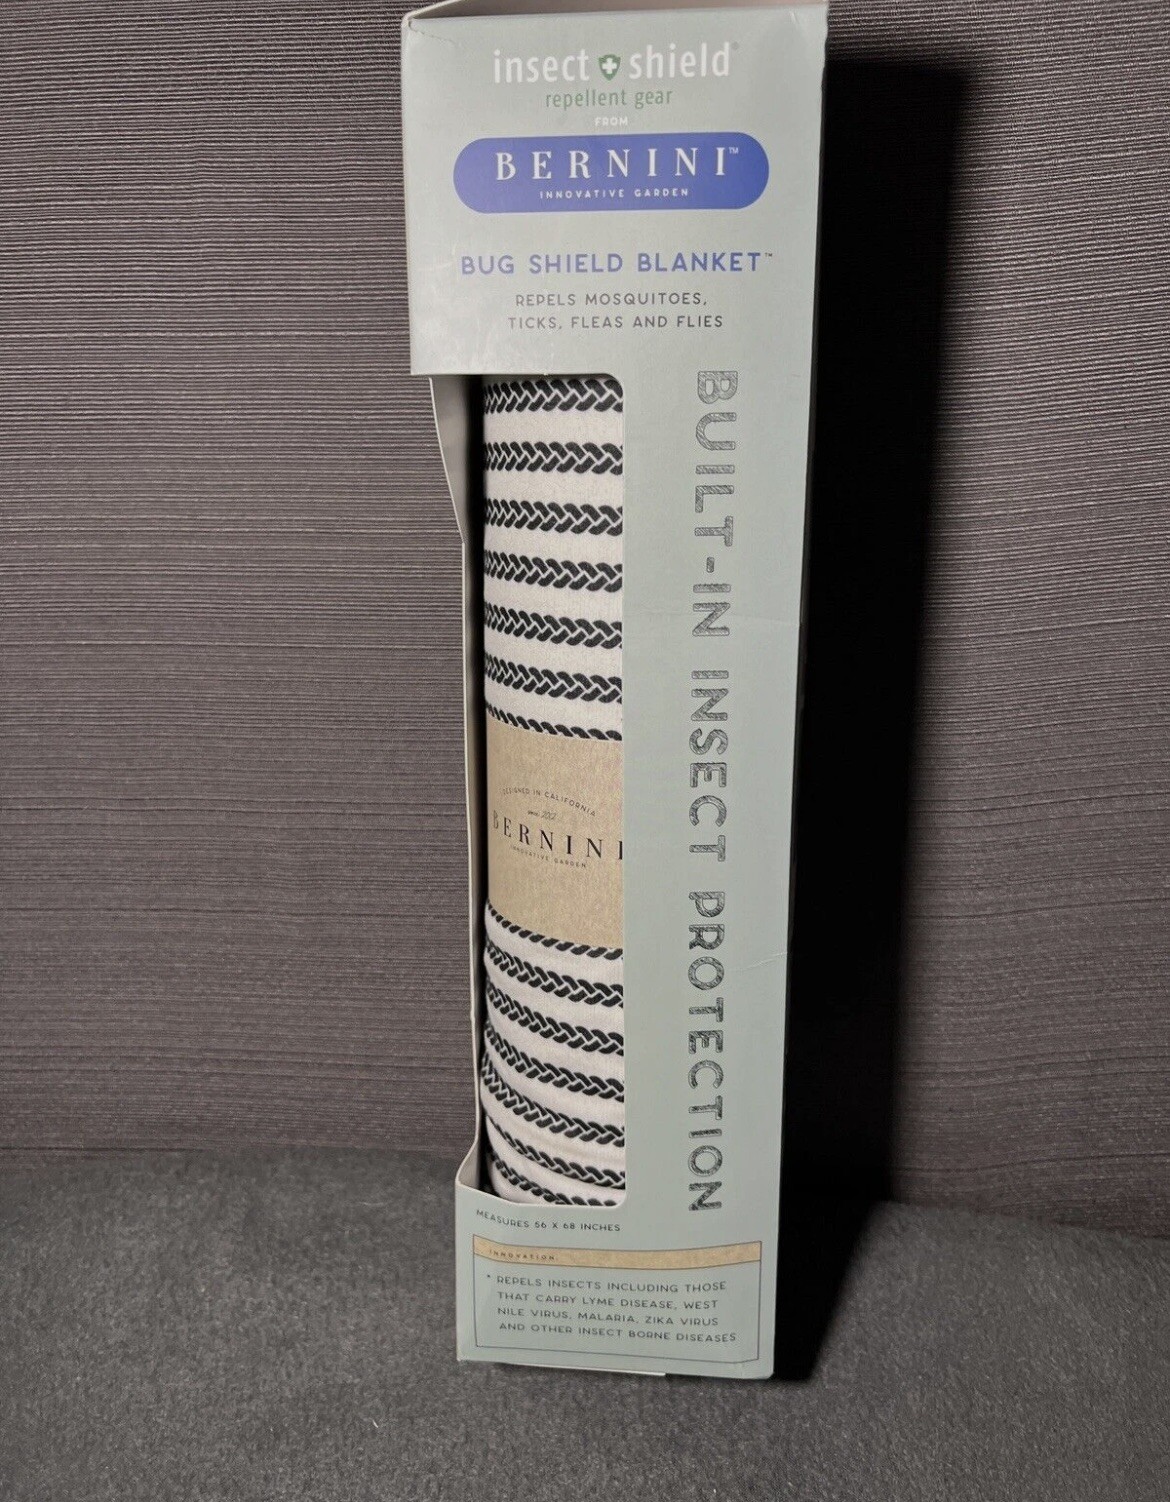 insect shield®
repellent gear
FROM
BERNINI™
INNOVATIVE GARDEN
BUG SHIELD BLANKET™
REPELS MOSQUITOES,
TICKS, FLEAS AND FLIES
BUILT-IN INSECT PROTECTION
DESIGNED IN CALIFORNIA
BERNINI
INNOVATIVE GARDEN
MEASURES 56 X 68 INCHES
INNOVATION:
* REPELS INSECTS INCLUDING THOSE
THAT CARRY LYME DISEASE, WEST
NILE VIRUS, MALARIA, ZIKA VIRUS
AND OTHER INSECT BORNE DISEASES